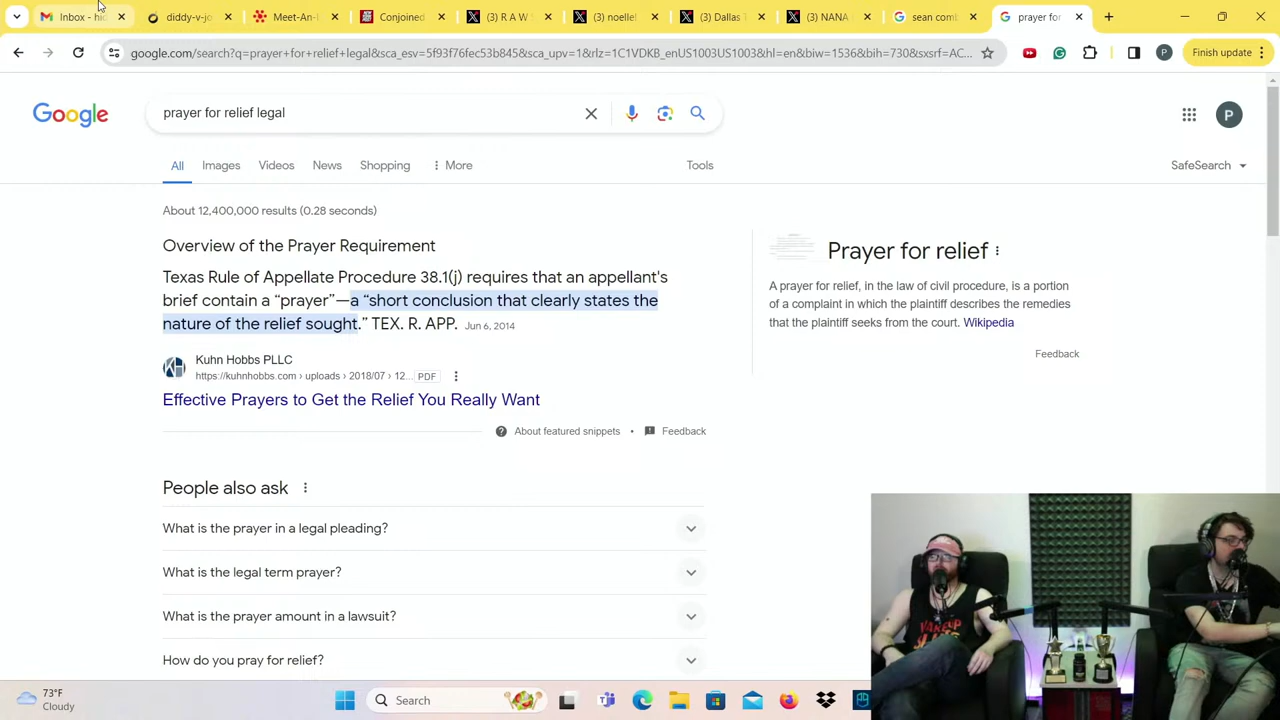 Inbox - hic
diddy-v-jo
Meet-An-I
Conjoined
(3) R A W S
(3) noellel
(3) Dallas T
(3) NANA
sean comb
prayer for
google.com/search?q=prayer+for+relief+legal&sca_esv=5f93f76fec53b845&sca_upv=1&rlz=1C1VDKB_enUS1003US1003&hl=en&biw=1536&bih=730&sxsrf=AC...
P
Finish update
Google
prayer for relief legal
P
All
Images
Videos
News
Shopping
More
Tools
SafeSearch
About 12,400,000 results (0.28 seconds)
Overview of the Prayer Requirement
Texas Rule of Appellate Procedure 38.1(j) requires that an appellant's
brief contain a “prayer”—a “short conclusion that clearly states the
nature of the relief sought.” TEX. R. APP. Jun 6, 2014
Kuhn Hobbs PLLC
https://kuhnhobbs.com › uploads › 2018/07 › 12... PDF
Effective Prayers to Get the Relief You Really Want
About featured snippets • Feedback
Prayer for relief
A prayer for relief, in the law of civil procedure, is a portion
of a complaint in which the plaintiff describes the remedies
that the plaintiff seeks from the court. Wikipedia
Feedback
People also ask
What is the prayer in a legal pleading?
What is the legal term prayer?
What is the prayer amount in a lawsuit?
How do you pray for relief?
73°F
Cloudy
Search